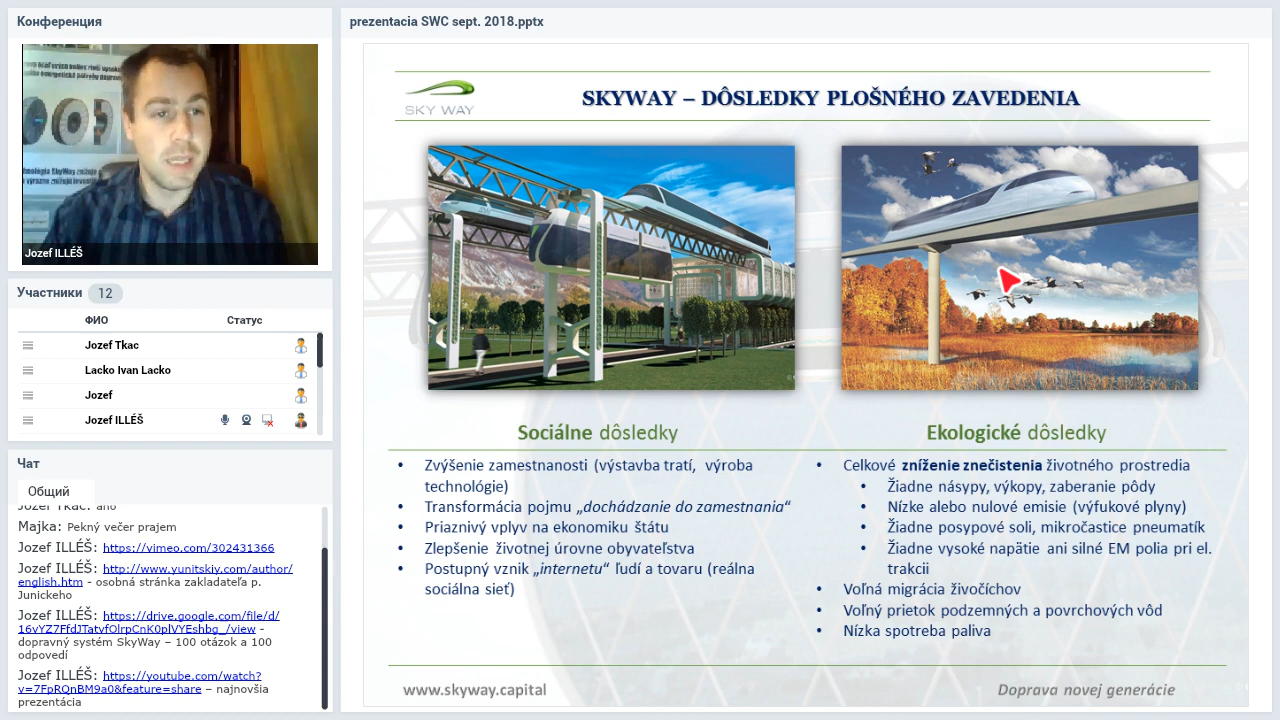 Конференция
Jozef ILLÉŠ
Участники 12
ФИО Статус
Jozef Tkac
Lacko Ivan Lacko
Jozef
Jozef ILLÉŠ
Чат
Общий
Jozef Tkac: ano
Majka: Pekný večer prajem
Jozef ILLÉŠ: https://vimeo.com/302431366
Jozef ILLÉŠ: http://www.yunitskiy.com/author/
english.htm - osobná stránka zakladateľa p.
Junickeho
Jozef ILLÉŠ: https://drive.google.com/file/d/
- 
dopravný systém SkyWay – 100 otázok a 100
odpovedí
Jozef ILLÉŠ: https://youtube.com/watch?
v=7FpRQnBM9a0&feature=share – najnovšia
prezentácia
prezentacia SWC sept. 2018.pptx
SKY WAY
SKYWAY – DÔSLEDKY PLOŠNÉHO ZAVEDENIA
Sociálne dôsledky
• Zvýšenie zamestnanosti (výstavba tratí, výroba
technológie)
• Transformácia pojmu „dochádzanie do zamestnania“
• Priaznivý vplyv na ekonomiku štátu
• Zlepšenie životnej úrovne obyvateľstva
• Postupný vznik „internetu“ ľudí a tovaru (reálna
sociálna sieť)
Ekologické dôsledky
• Celkové zníženie znečistenia životného prostredia
• Žiadne násypy, výkopy, zaberanie pôdy
• Nízke alebo nulové emisie (výfukové plyny)
• Žiadne posypové soli, mikročastice pneumatík
• Žiadne vysoké napätie ani silné EM polia pri el.
trakcii
• Voľná migrácia živočíchov
• Voľný prietok podzemných a povrchových vôd
• Nízka spotreba paliva
www.skyway.capital
Doprava novej generácie